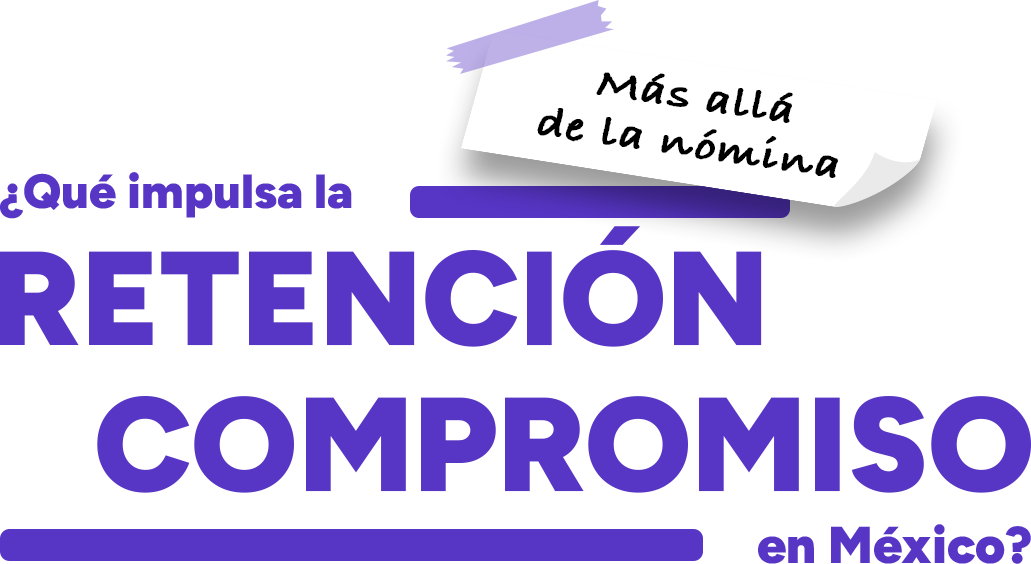 Más allá
de la nómina
¿Qué impulsa la
RETENCIÓN
COMPROMISO
en México?